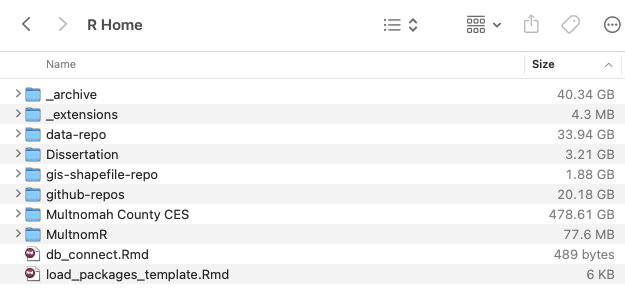 R Home
Name Size
_archive 40.34 GB
_extensions 4.3 MB
data-repo 33.94 GB
Dissertation 3.21 GB
gis-shapefile-repo 1.88 GB
github-repos 20.18 GB
Multnomah County CES 478.61 GB
MultnomR 77.6 MB
db_connect.Rmd 489 bytes
load_packages_template.Rmd 6 KB